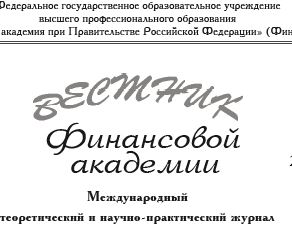 Федеральное государственное образовательное учреждение
высшего профессионального образования
академия при Правительстве Российской Федерации» (Фин
ВЕСТНИК
Финансовой
академии
Международный
теоретический и научно-практический журнал